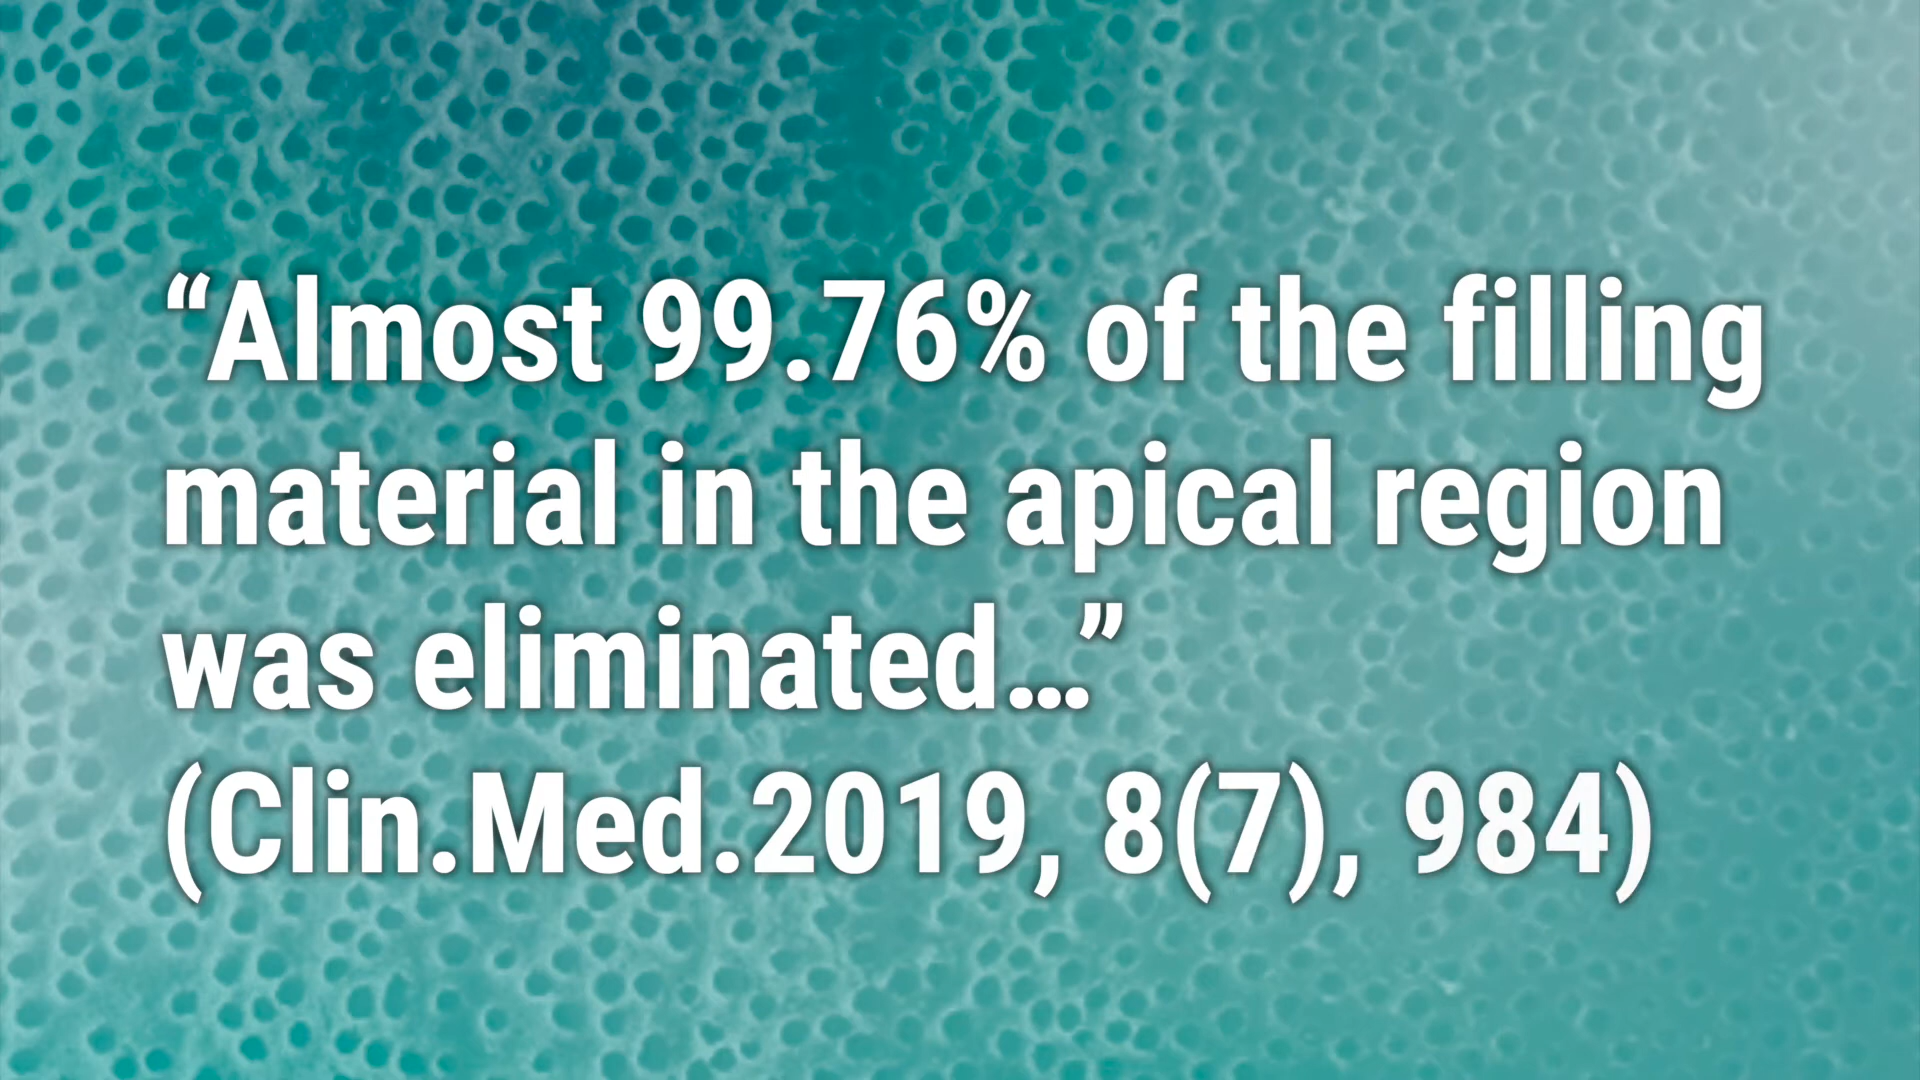 “Almost 99.76% of the filling
material in the apical region
was eliminated…”
(Clin.Med.2019, 8(7), 984)